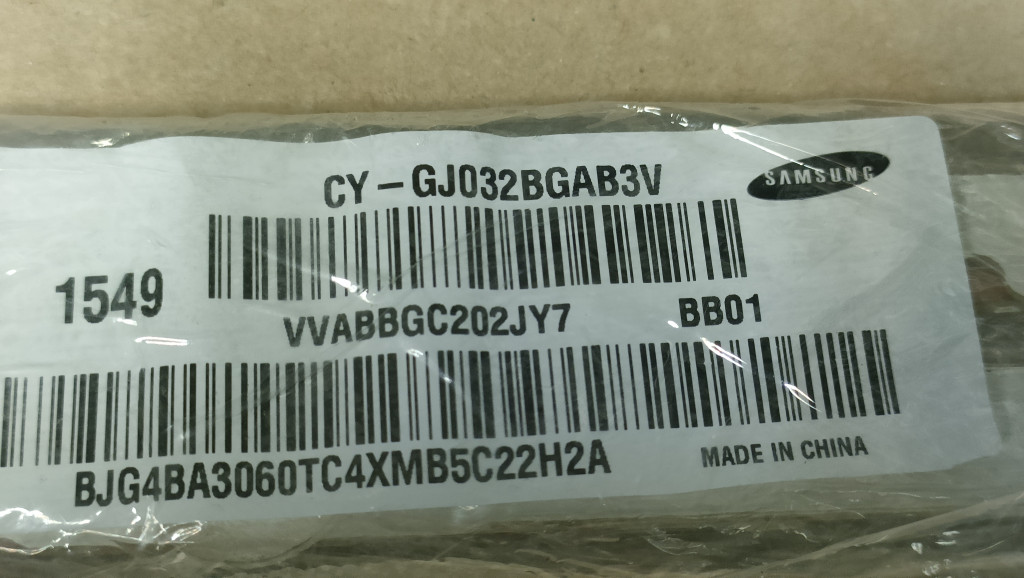 CY-GJ032BGAB3V
SAMSUNG
1549
VVABBGC202JY7
BB01
BJG4BA3060TC4XMB5C22H2A
MADE IN CHINA